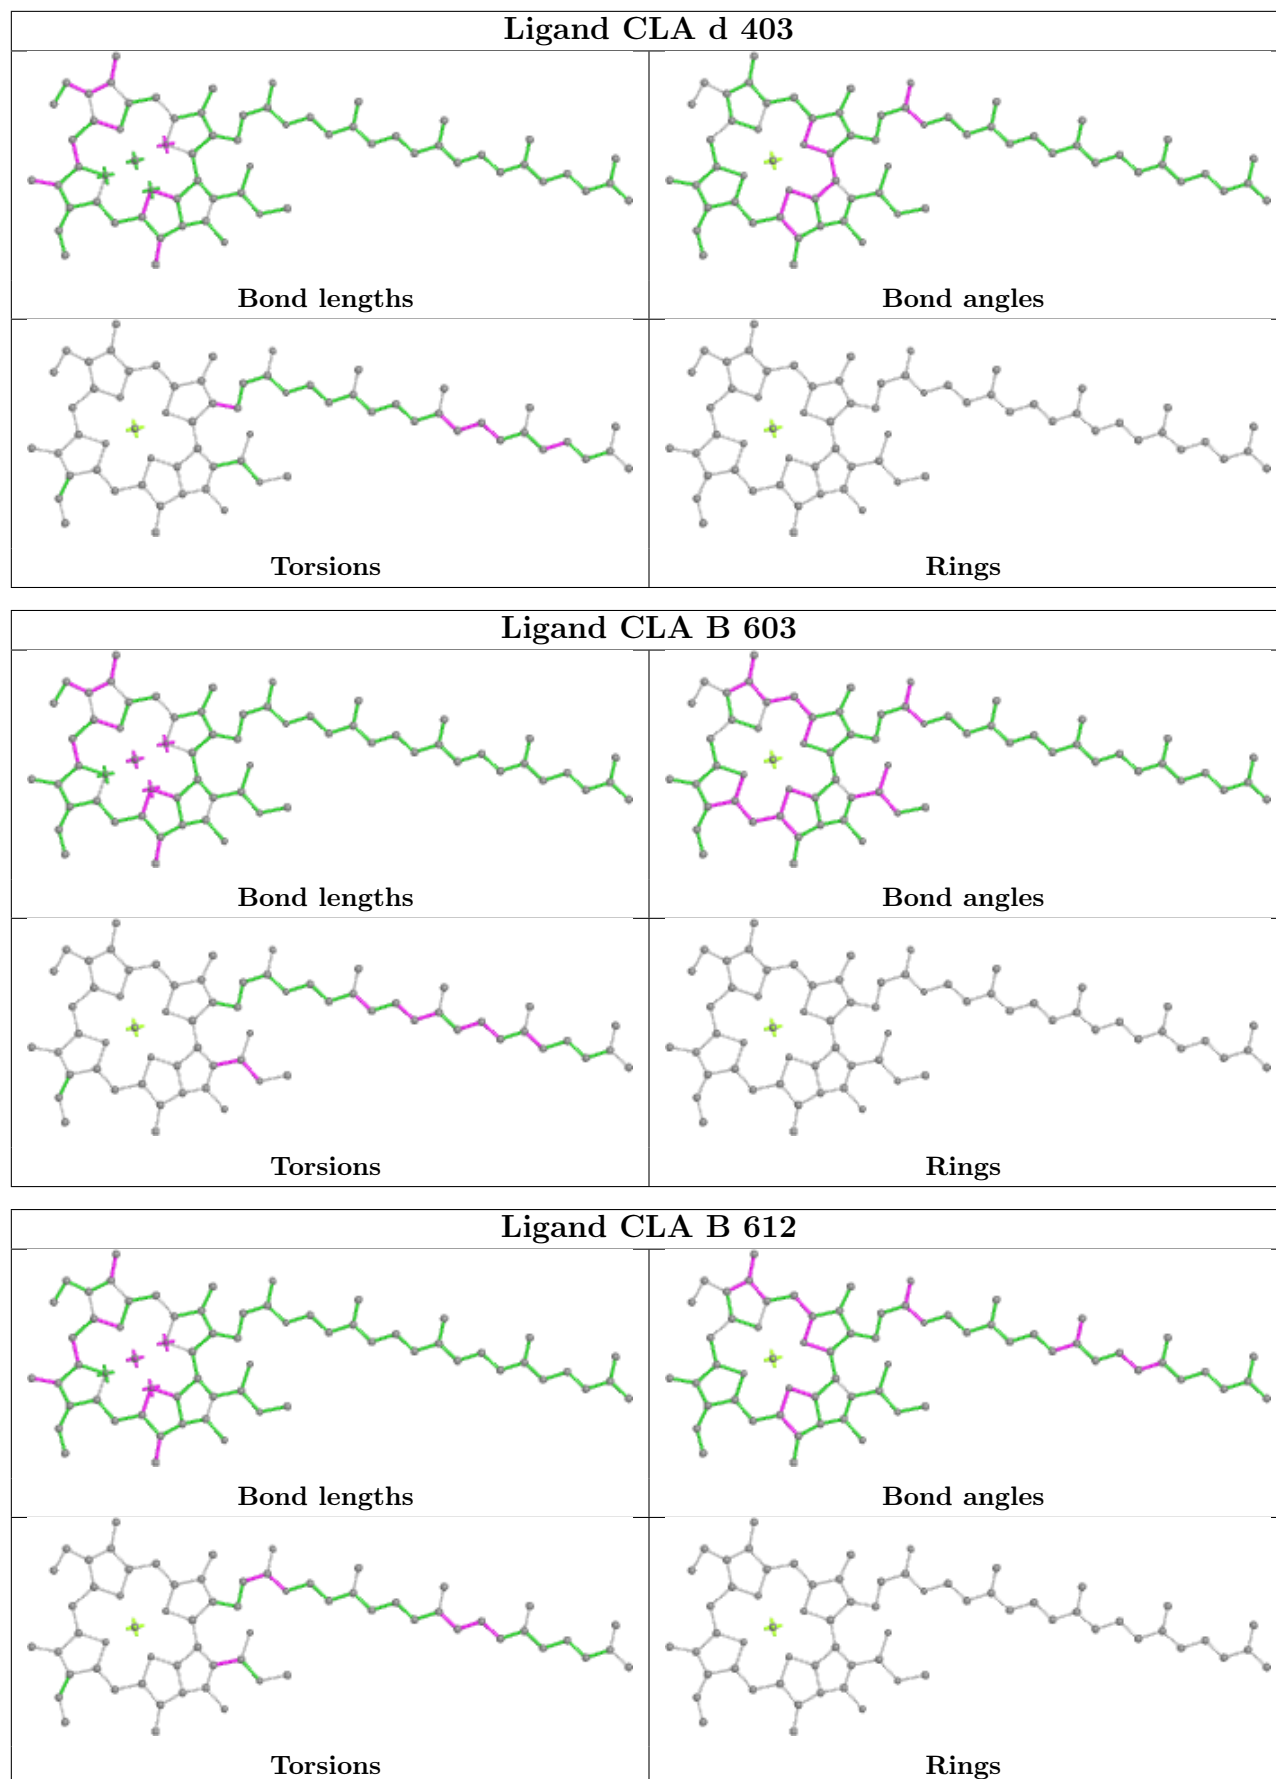 Ligand CLA d 403
Bond lengths
Bond angles
Torsions
Rings
Ligand CLA B 603
Bond lengths
Bond angles
Torsions
Rings
Ligand CLA B 612
Bond lengths
Bond angles
Torsions
Rings